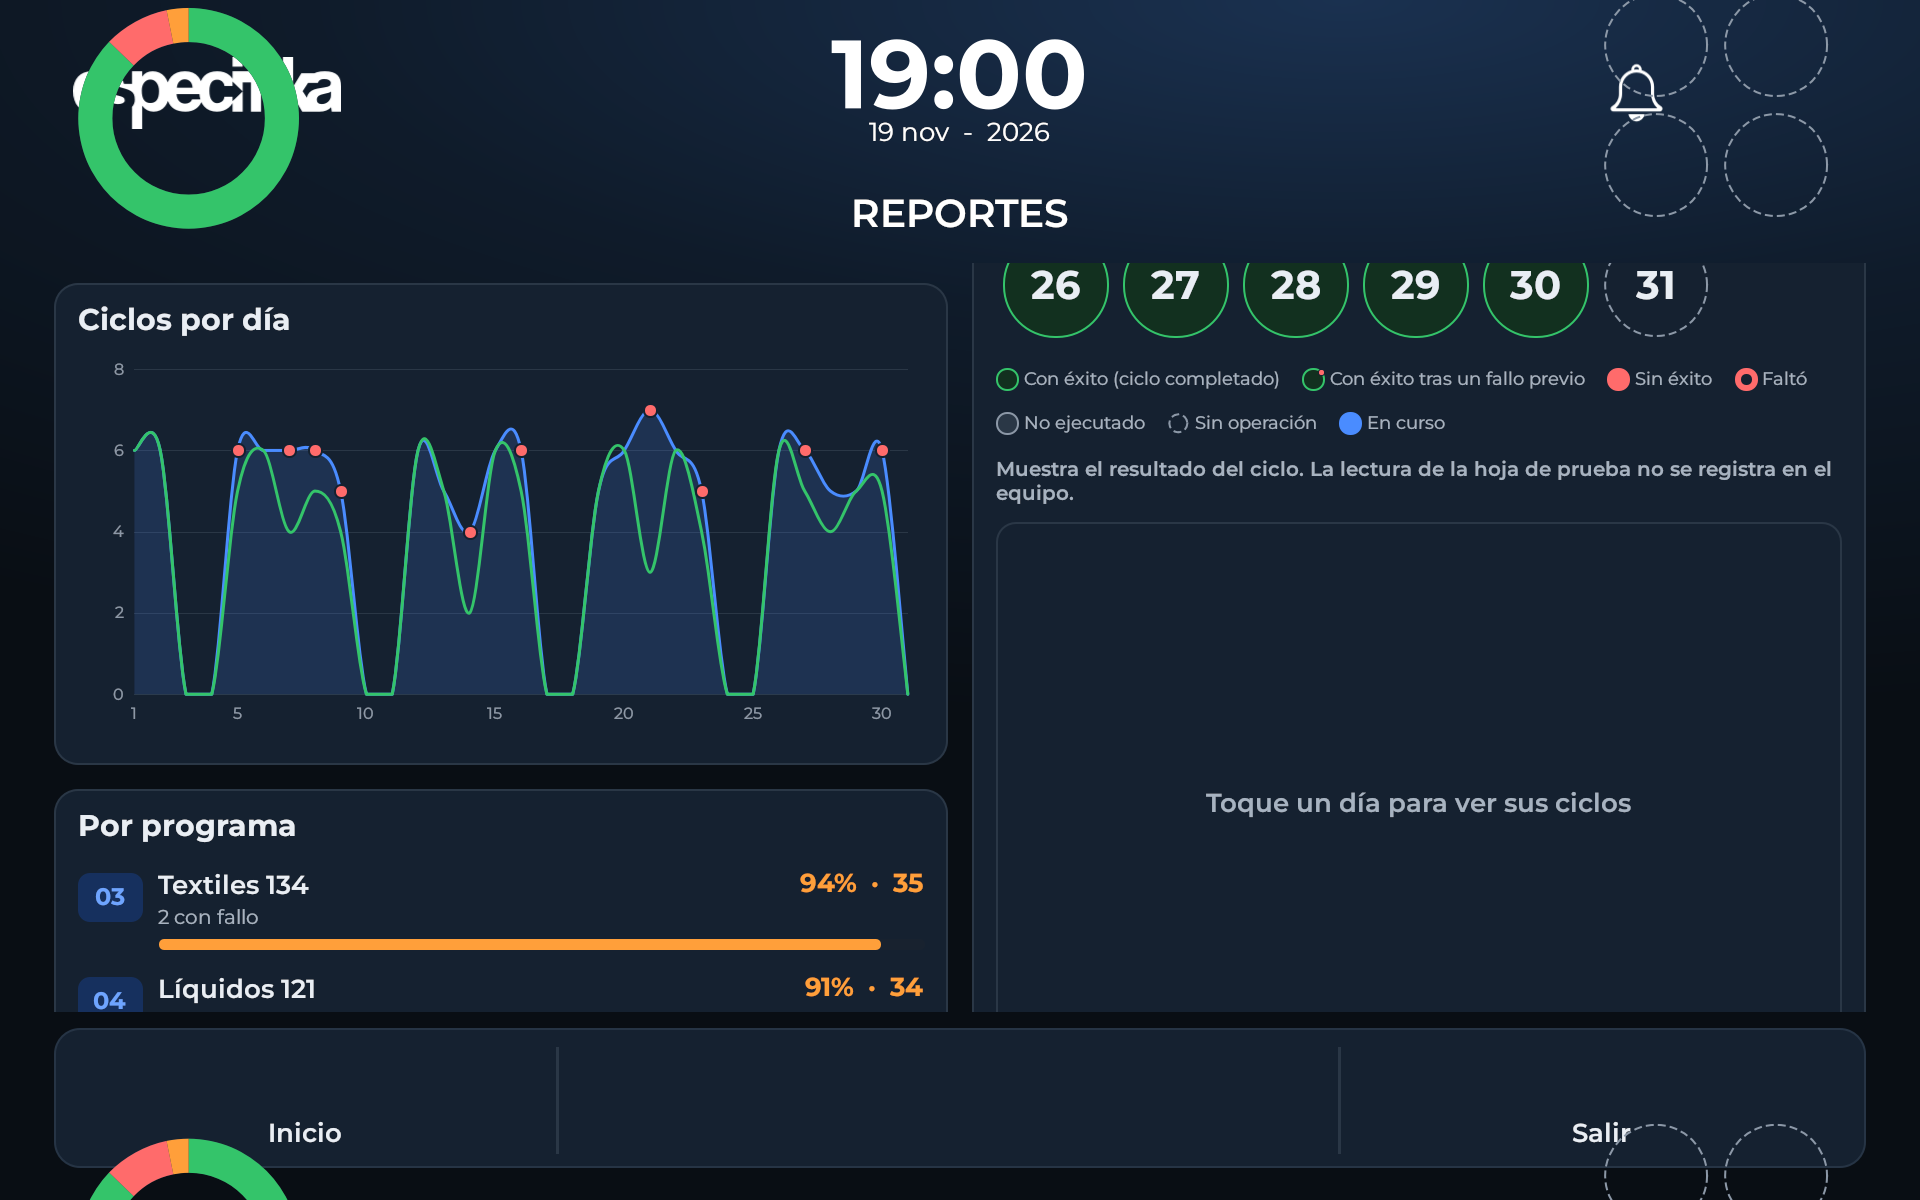 especifika
19:00
19 nov - 2026
REPORTES
Ciclos por día
8
6
4
2
0
1 5 10 15 20 25 30
Por programa
03 Textiles 134 94% · 35
2 con fallo
04 Líquidos 121 91% · 34
26 27 28 29 30 31
Con éxito (ciclo completado) Con éxito tras un fallo previo Sin éxito Faltó
No ejecutado Sin operación En curso
Muestra el resultado del ciclo. La lectura de la hoja de prueba no se registra en el
equipo.
Toque un día para ver sus ciclos
Inicio Salir